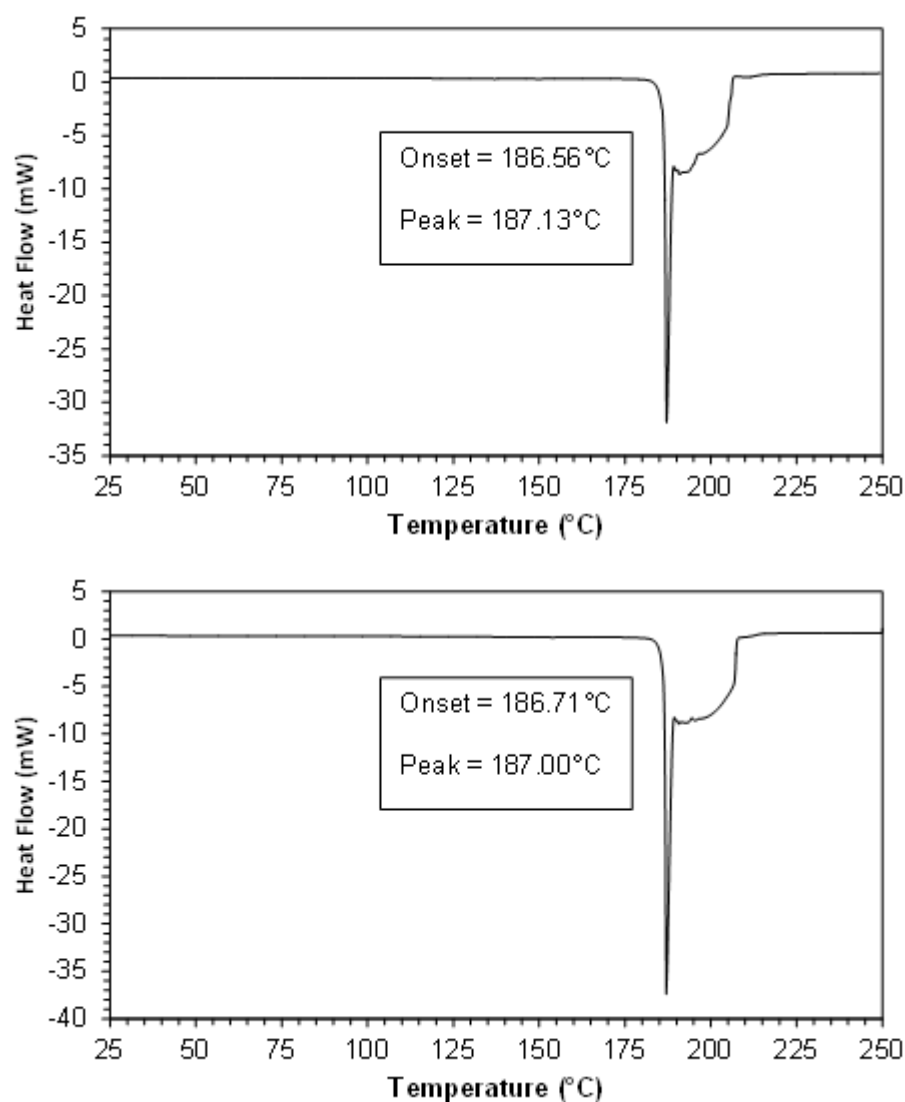 5
0
-5
-10
-15
-20
-25
-30
-35
Heat Flow (mW)
Onset = 186.56°C
Peak = 187.13°C
25 50 75 100 125 150 175 200 225 250
Temperature (°C)
5
0
-5
-10
-15
-20
-25
-30
-35
-40
Heat Flow (mW)
Onset = 186.71°C
Peak = 187.00°C
25 50 75 100 125 150 175 200 225 250
Temperature (°C)